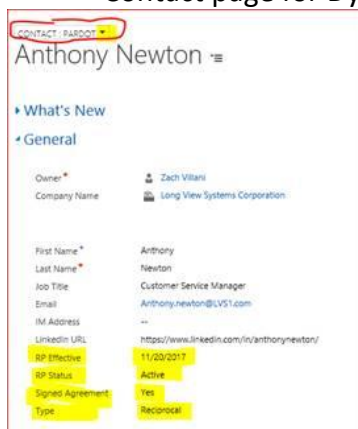 Contact page for Dy
CONTACT : PARDOT
Anthony Newton
What's New
General
Owner * Zach Villani
Company Name Long View Systems Corporation
First Name * Anthony
Last Name * Newton
Job Title Customer Service Manager
Email Anthony.newton@LVS1.com
IM Address --
LinkedIn URL https://www.linkedin.com/in/anthonynewton/
RP Effective 11/20/2017
RP Status Active
Signed Agreement Yes
Type Reciprocal